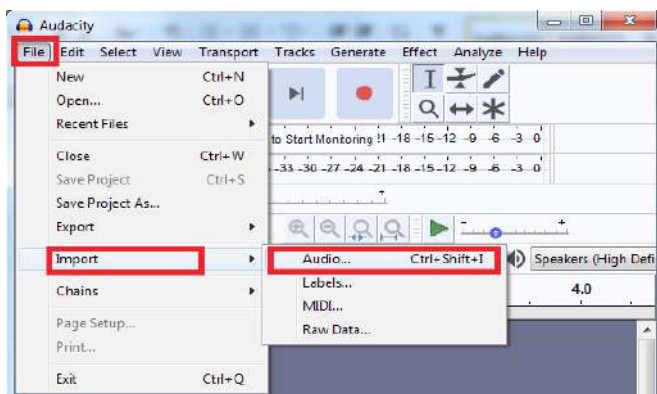 Audacity
File Edit Select View Transport Tracks Generate Effect Analyze Help
New Ctrl+N
Open... Ctrl+O
Recent Files
to Start Monitoring !1 -18 -15 -12 -9 -6 -3 0
Close Ctrl+W
-33 -30 -27 -24 -21 -18 -15 -12 -9 -6 -3 0
Save Project Ctrl+S
Save Project As...
Export
- +
Import
Audio... Ctrl+Shift+I
Speakers (High Defi
Labels...
4.0
Chains
MIDI...
Page Setup...
Raw Data...
Print...
Exit Ctrl+Q